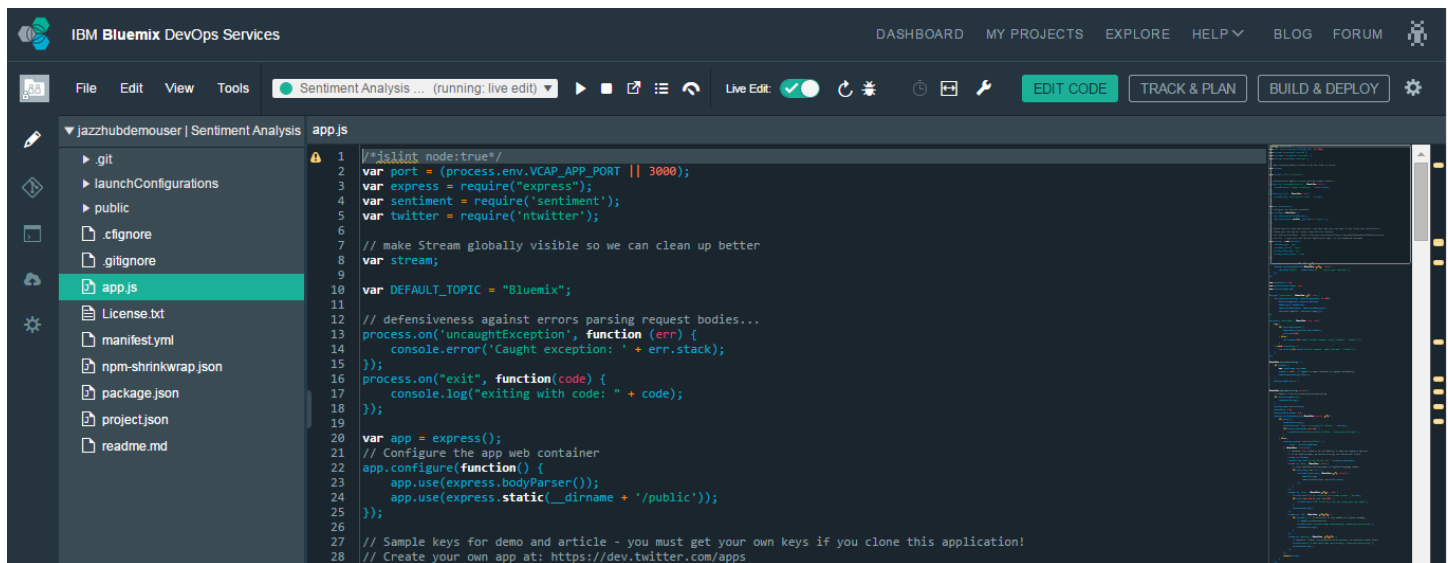 IBM Bluemix DevOps Services
DASHBOARD MY PROJECTS EXPLORE HELP BLOG FORUM
File Edit View Tools Sentiment Analysis ... (running: live edit) Live Edit: EDIT CODE TRACK & PLAN BUILD & DEPLOY
jazzhubdemouser | Sentiment Analysis
.git
launchConfigurations
public
.cfignore
.gitignore
app.js
License.txt
manifest.yml
npm-shrinkwrap.json
package.json
project.json
readme.md
app.js
1 /*jslint node:true*/
2 var port = (process.env.VCAP_APP_PORT || 3000);
3 var express = require("express");
4 var sentiment = require('sentiment');
5 var twitter = require('ntwitter');
6
7 // make Stream globally visible so we can clean up better
8 var stream;
9
10 var DEFAULT_TOPIC = "Bluemix";
11
12 // defensiveness against errors parsing request bodies...
13 process.on('uncaughtException', function (err) {
14     console.error('Caught exception: ' + err.stack);
15 });
16 process.on("exit", function(code) {
17     console.log("exiting with code: " + code);
18 });
19
20 var app = express();
21 // Configure the app web container
22 app.configure(function() {
23     app.use(express.bodyParser());
24     app.use(express.static(__dirname + '/public'));
25 });
26
27 // Sample keys for demo and article - you must get your own keys if you clone this application!
28 // Create your own app at: https://dev.twitter.com/apps